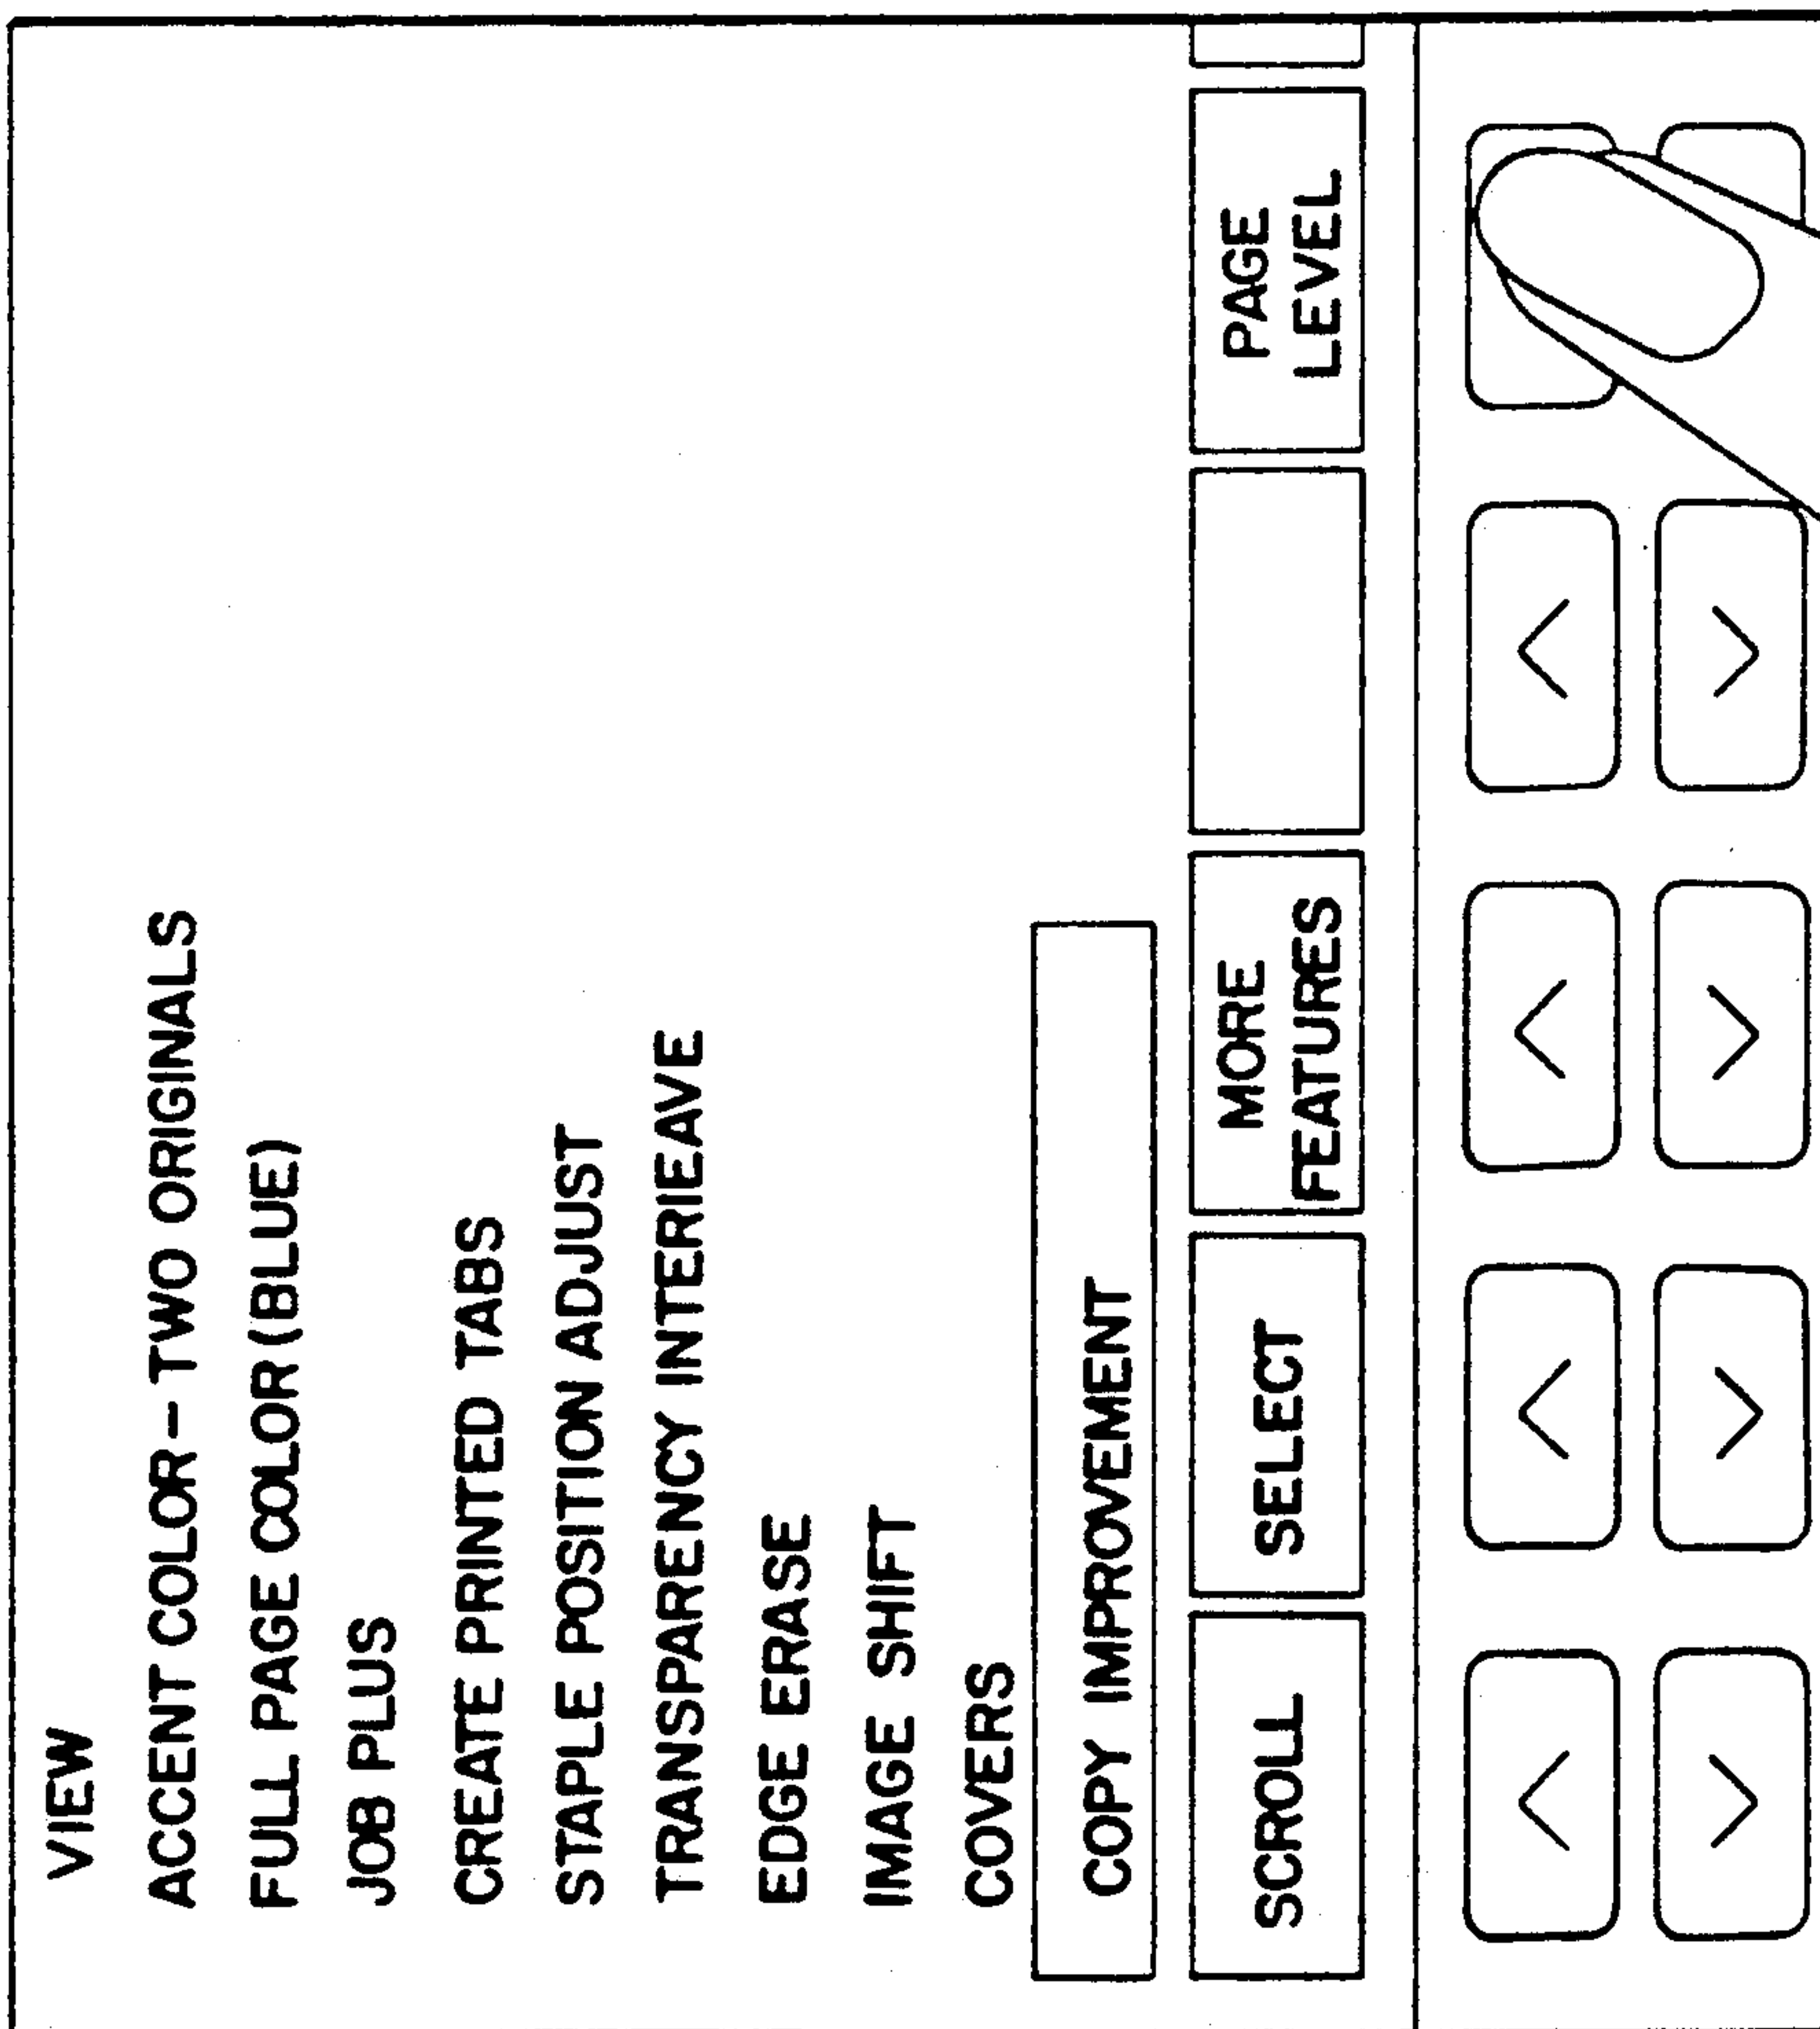 VIEW
ACCENT COLOR - TWO ORIGINALS
FULL PAGE COLOR (BLUE)
JOB PLUS
CREATE PRINTED TABS
STAPLE POSITION ADJUST
TRANSPARENCY INTERIEAVE
EDGE ERASE
IMAGE SHIFT
COVERS
COPY IMPROVEMENT
SCROLL
SELECT
MORE
FEATURES
PAGE
LEVEL